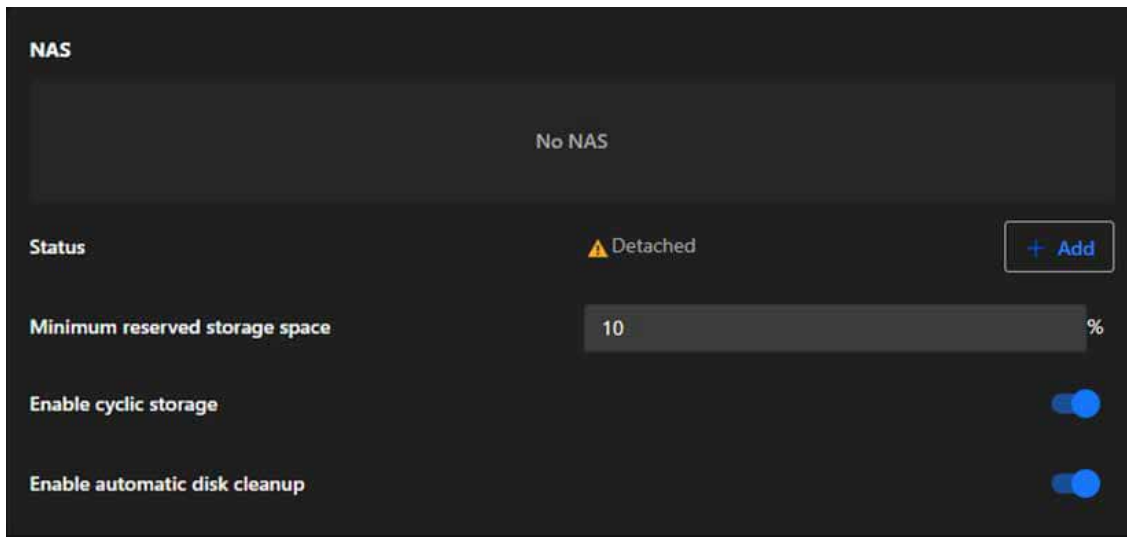 NAS
No NAS
Status Detached + Add
Minimum reserved storage space 10 %
Enable cyclic storage
Enable automatic disk cleanup